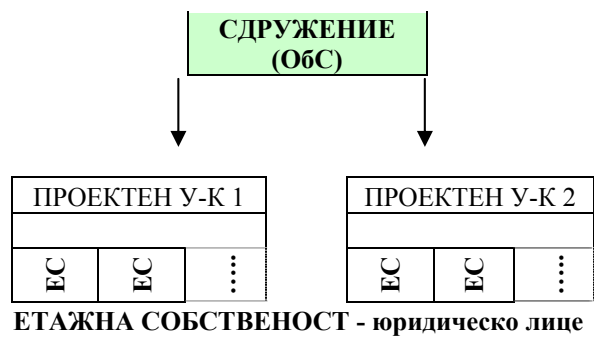 СДРУЖЕНИЕ
(ОбС)
ПРОЕКТЕН У-К 1
ПРОЕКТЕН У-К 2
ЕС ЕС ....
ЕС ЕС ....
ЕТАЖНА СОБСТВЕНОСТ - юридическо лице